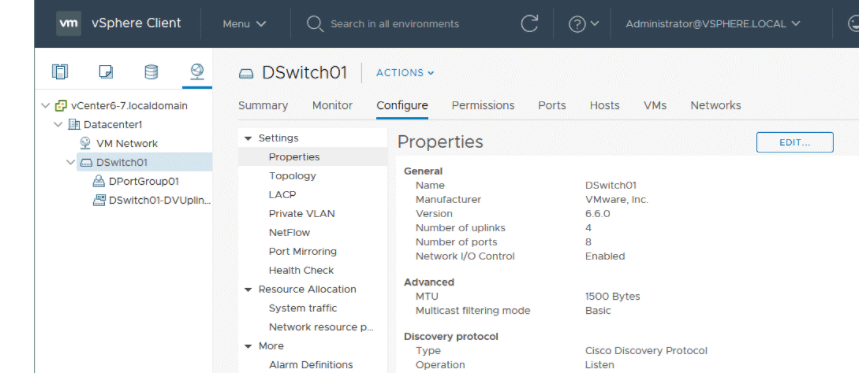 vm vSphere Client Menu Search in all environments Administrator@VSPHERE.LOCAL
DSwitch01 ACTIONS
Summary Monitor Configure Permissions Ports Hosts VMs Networks
vCenter6-7.localdomain
Datacenter1
VM Network
DSwitch01
DPortGroup01
DSwitch01-DVUplin...
Settings
Properties
Topology
LACP
Private VLAN
NetFlow
Port Mirroring
Health Check
Resource Allocation
System traffic
Network resource p...
More
Alarm Definitions
Properties EDIT...
General
Name DSwitch01
Manufacturer VMware, Inc.
Version 6.6.0
Number of uplinks 4
Number of ports 8
Network I/O Control Enabled
Advanced
MTU 1500 Bytes
Multicast filtering mode Basic
Discovery protocol
Type Cisco Discovery Protocol
Operation Listen